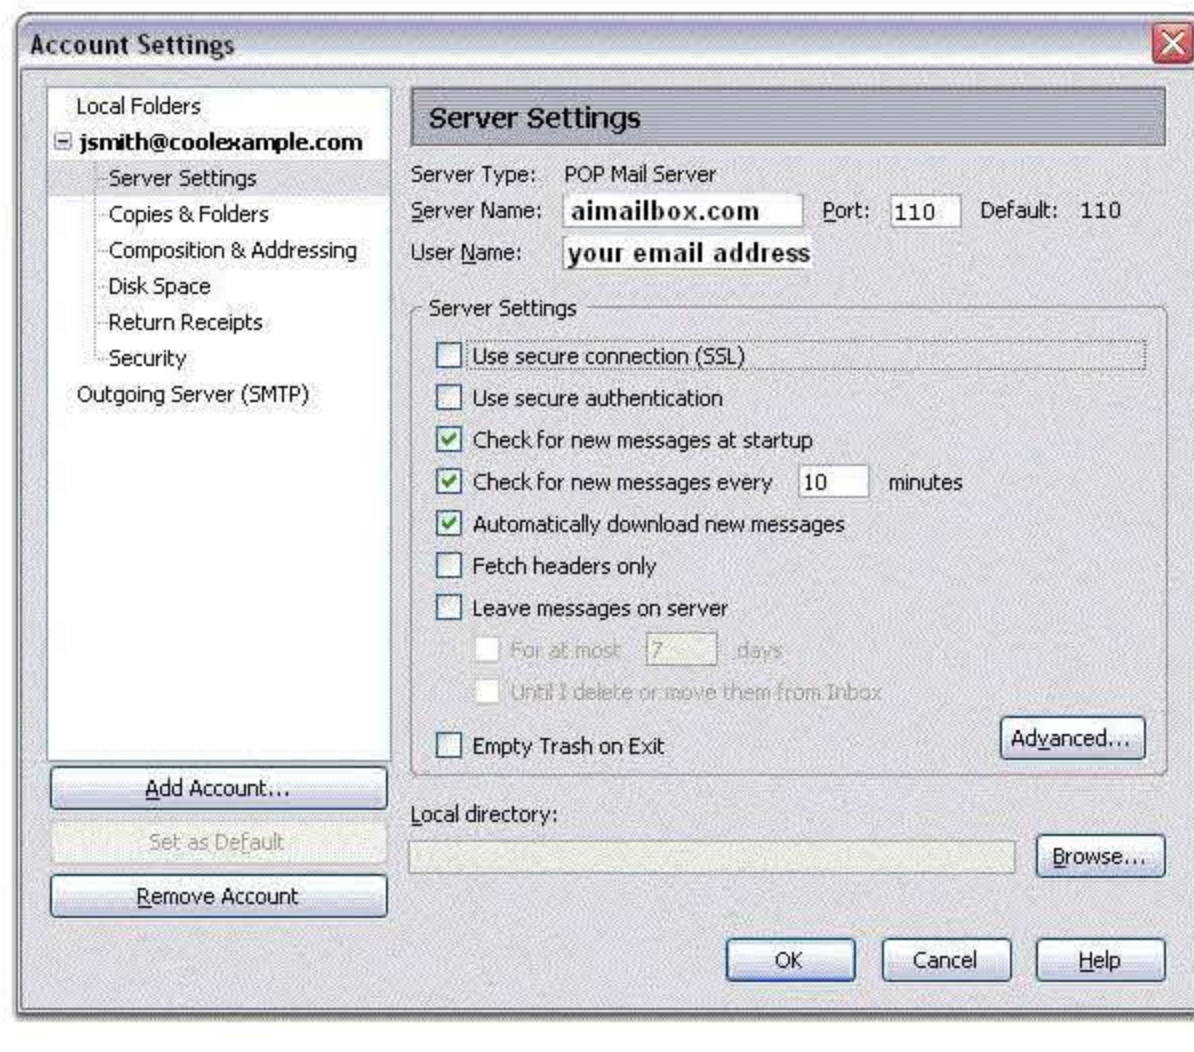 Account Settings
Local Folders
jsmith@coolexample.com
Server Settings
Copies & Folders
Composition & Addressing
Disk Space
Return Receipts
Security
Outgoing Server (SMTP)
Add Account...
Set as Default
Remove Account
Server Settings
Server Type: POP Mail Server
Server Name: aimailbox.com Port: 110 Default: 110
User Name: your email address
Server Settings
Use secure connection (SSL)
Use secure authentication
Check for new messages at startup
Check for new messages every 10 minutes
Automatically download new messages
Fetch headers only
Leave messages on server
For at most 7 days
Until I delete or move them from Inbox
Empty Trash on Exit
Advanced...
Local directory:
Browse...
OK Cancel Help